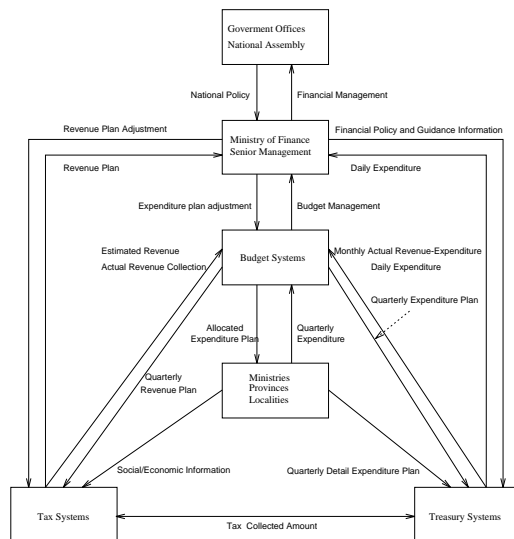 Goverment Offices
National Assembly
National Policy
Financial Management
Revenue Plan Adjustment
Ministry of Finance
Senior Management
Financial Policy and Guidance Information
Revenue Plan
Daily Expenditure
Expenditure plan adjustment
Budget Management
Estimated Revenue
Actual Revenue Collection
Budget Systems
Monthly Actual Revenue-Expenditure
Daily Expenditure
Quarterly Expenditure Plan
Allocated
Expenditure Plan
Quarterly
Expenditure
Quarterly
Revenue Plan
Ministries
Provinces
Localities
Social/Economic Information
Quarterly Detail Expenditure Plan
Tax Systems
Tax Collected Amount
Treasury Systems